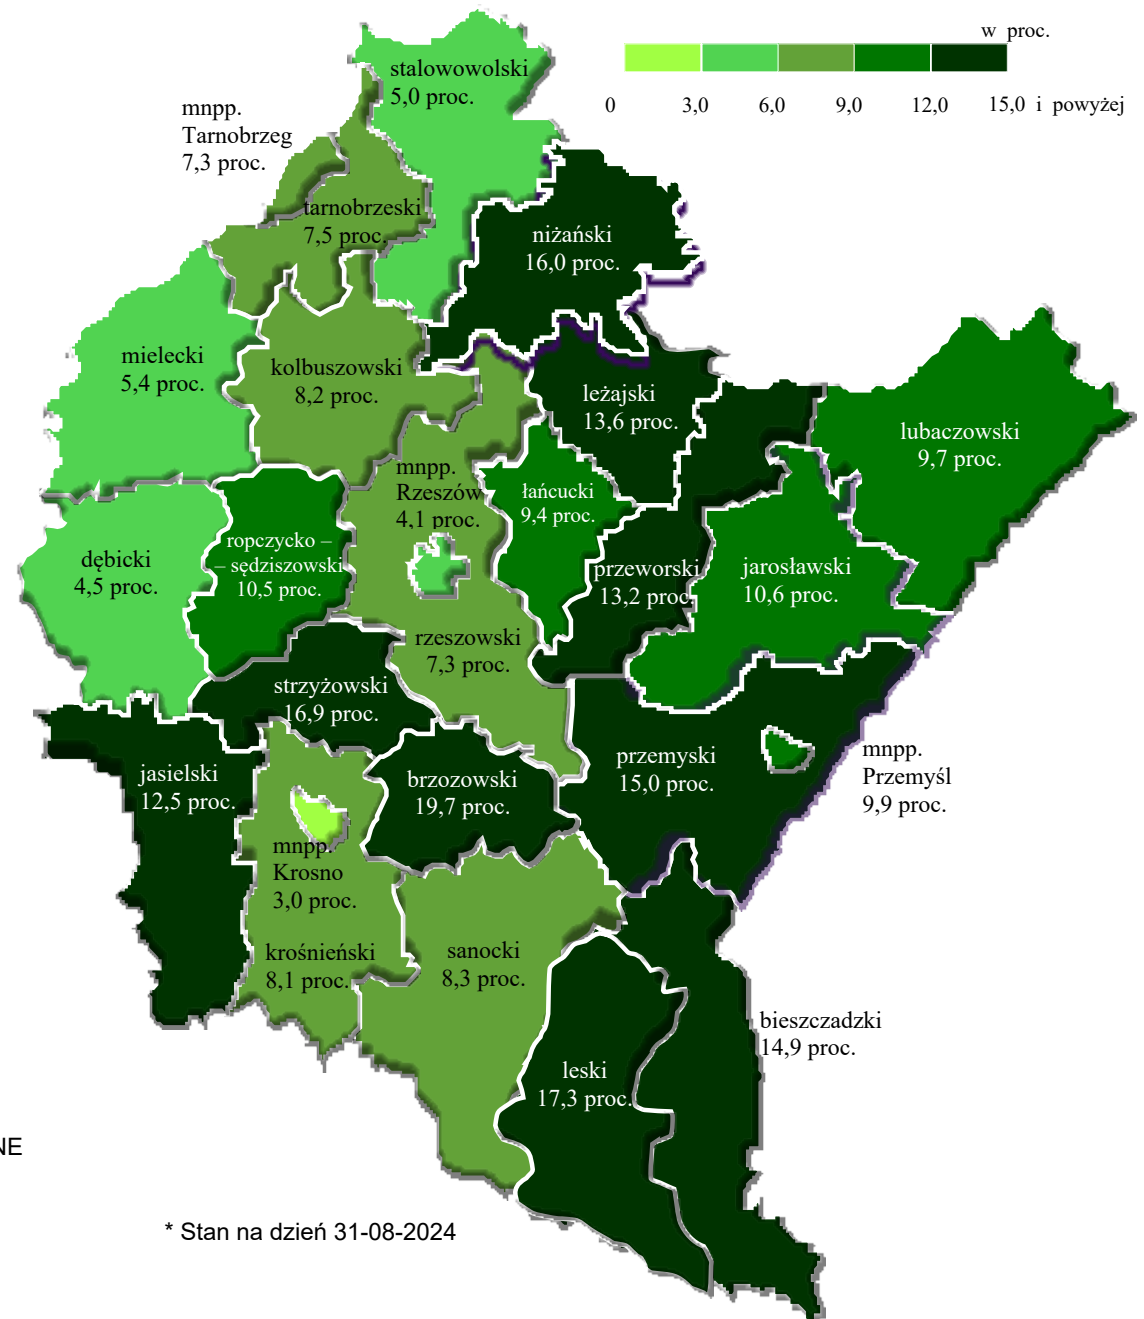 w proc.
0 3,0 6,0 9,0 12,0 15,0 i powyżej
stalowowolski
5,0 proc.
mnpp.
Tarnobrzeg
7,3 proc.
tarnobrzeski
7,5 proc.
niżański
16,0 proc.
mielecki
5,4 proc.
kolbuszowski
8,2 proc.
leżajski
13,6 proc.
lubaczowski
9,7 proc.
mnpp.
Rzeszów
4,1 proc.
łańcucki
9,4 proc.
dębicki
4,5 proc.
ropczycko –
– sędziszowski
10,5 proc.
przeworski
13,2 proc.
jarosławski
10,6 proc.
rzeszowski
7,3 proc.
strzyżowski
16,9 proc.
jasielski
12,5 proc.
brzozowski
19,7 proc.
przemyski
15,0 proc.
mnpp.
Przemyśl
9,9 proc.
mnpp.
Krosno
3,0 proc.
krośnieński
8,1 proc.
sanocki
8,3 proc.
bieszczadzki
14,9 proc.
leski
17,3 proc.
NE
* Stan na dzień 31-08-2024